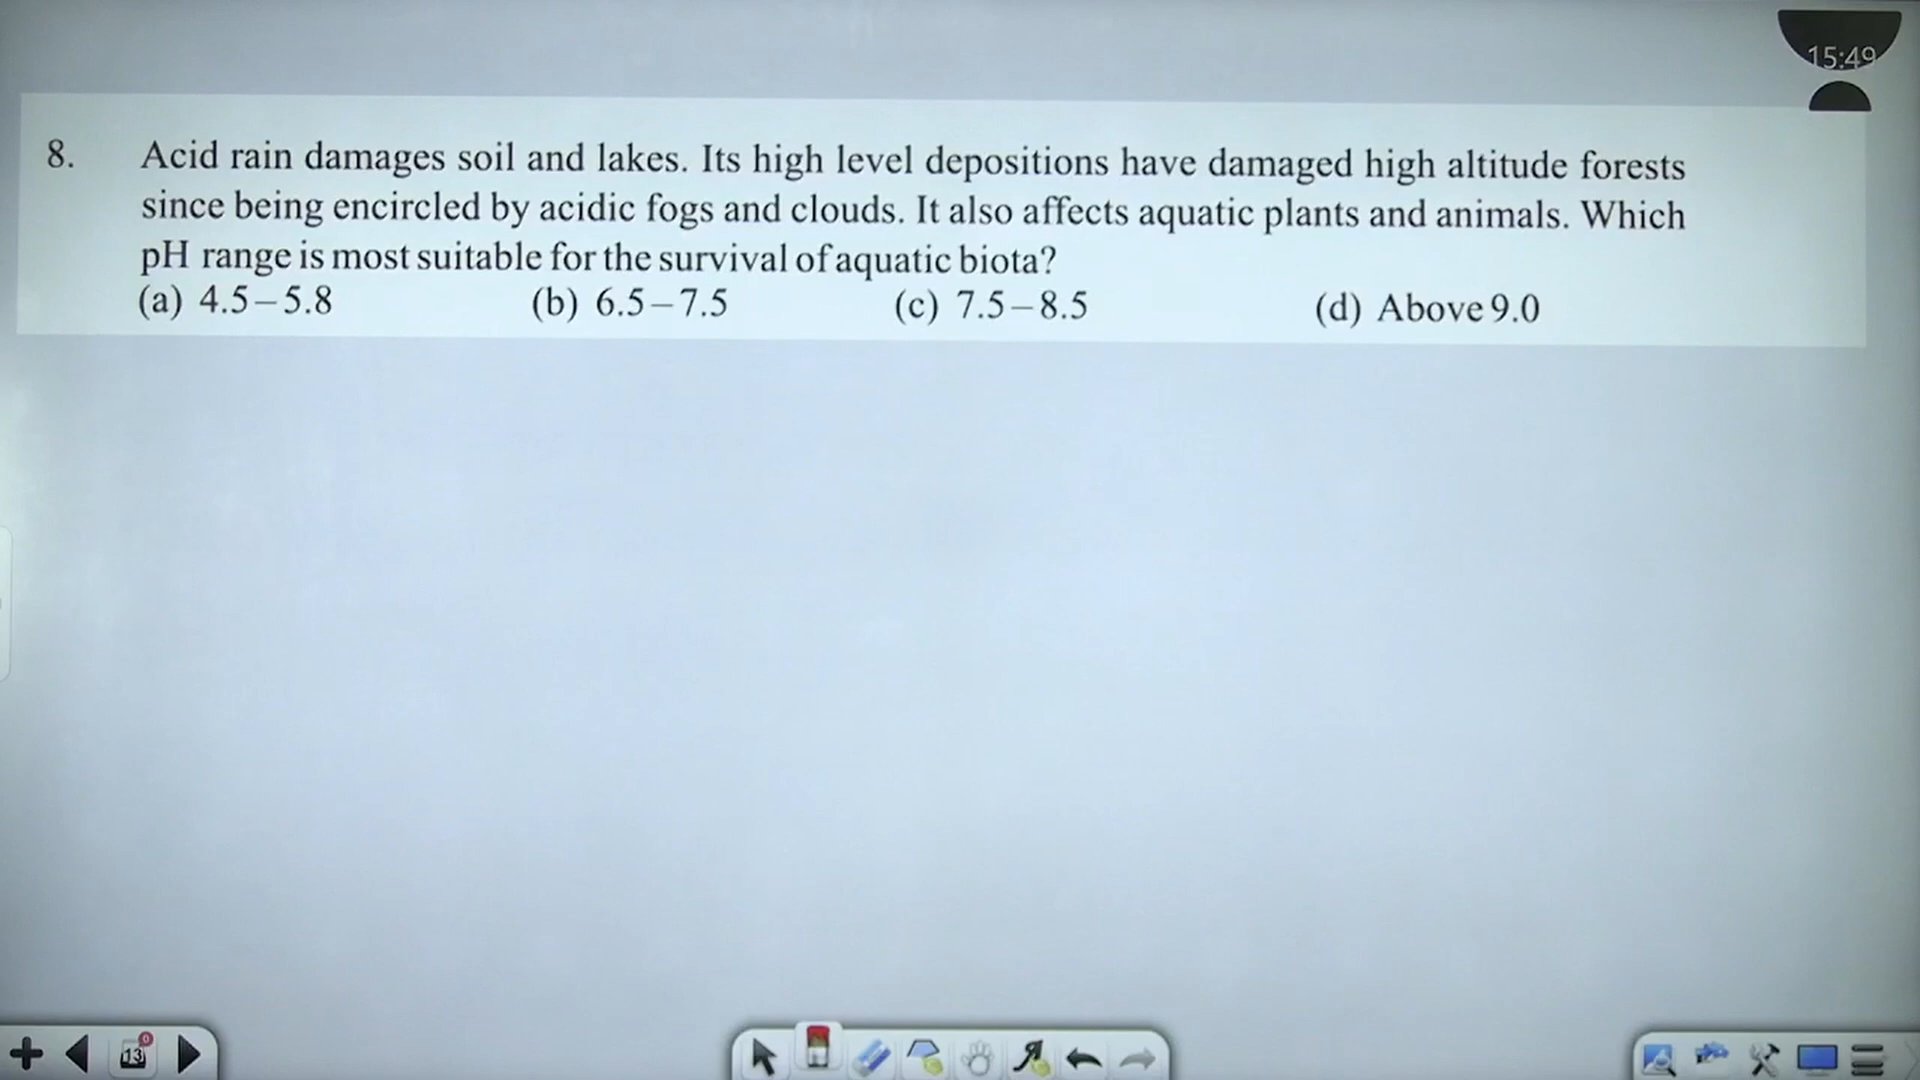 15:49
8. Acid rain damages soil and lakes. Its high level depositions have damaged high altitude forests
since being encircled by acidic fogs and clouds. It also affects aquatic plants and animals. Which
pH range is most suitable for the survival of aquatic biota?
(a) 4.5–5.8 (b) 6.5–7.5 (c) 7.5–8.5 (d) Above 9.0
13 0